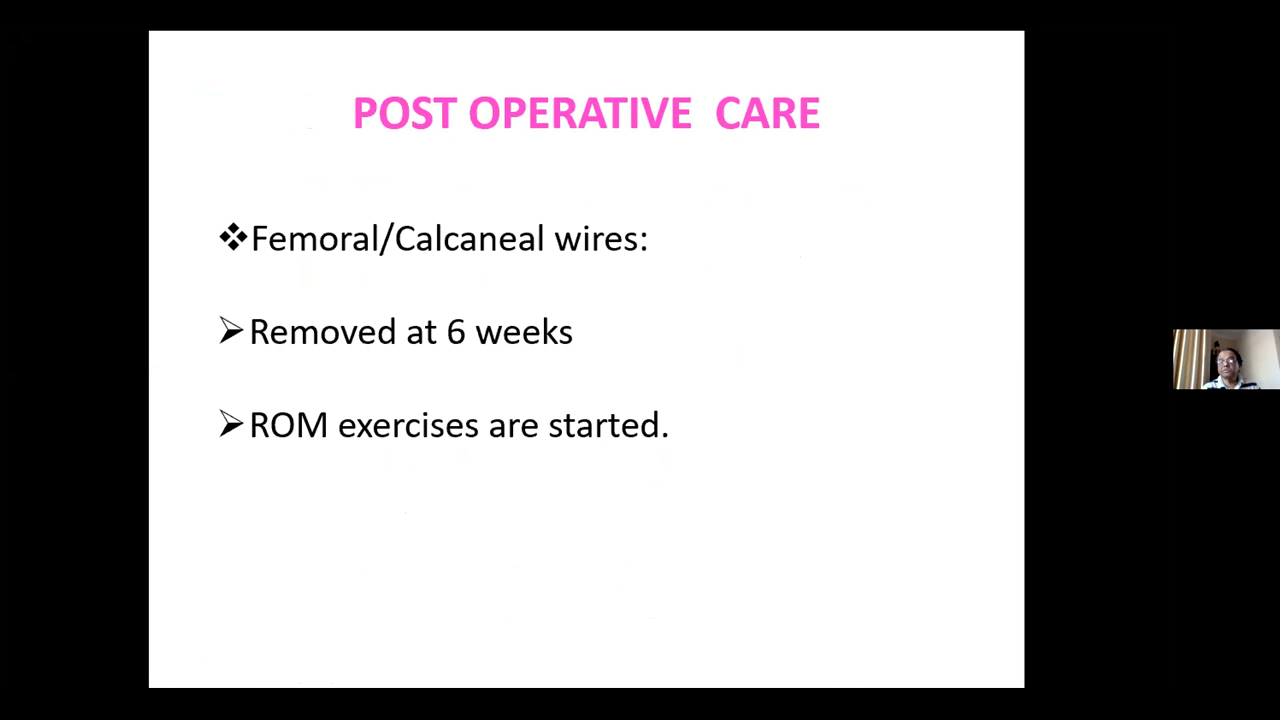 POST OPERATIVE CARE
❖Femoral/Calcaneal wires:
➢Removed at 6 weeks
➢ROM exercises are started.